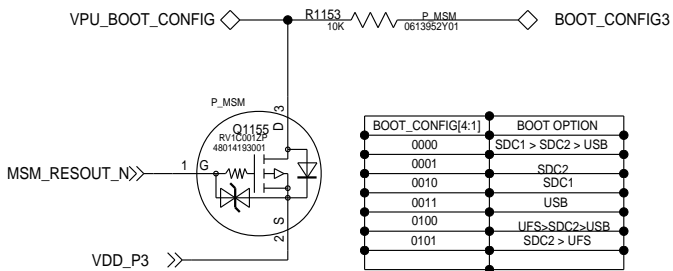 VPU_BOOT_CONFIG
R1153
10K
P_MSM
0613952Y01
BOOT_CONFIG3
P_MSM
Q1155
RV1C001ZP
48014193001
D 3
1 G
S 2
MSM_RESOUT_N
VDD_P3
BOOT_CONFIG[4:1] BOOT OPTION
0000 SDC1 > SDC2 > USB
0001 SDC2
0010 SDC1
0011 USB
0100 UFS>SDC2>USB
0101 SDC2 > UFS